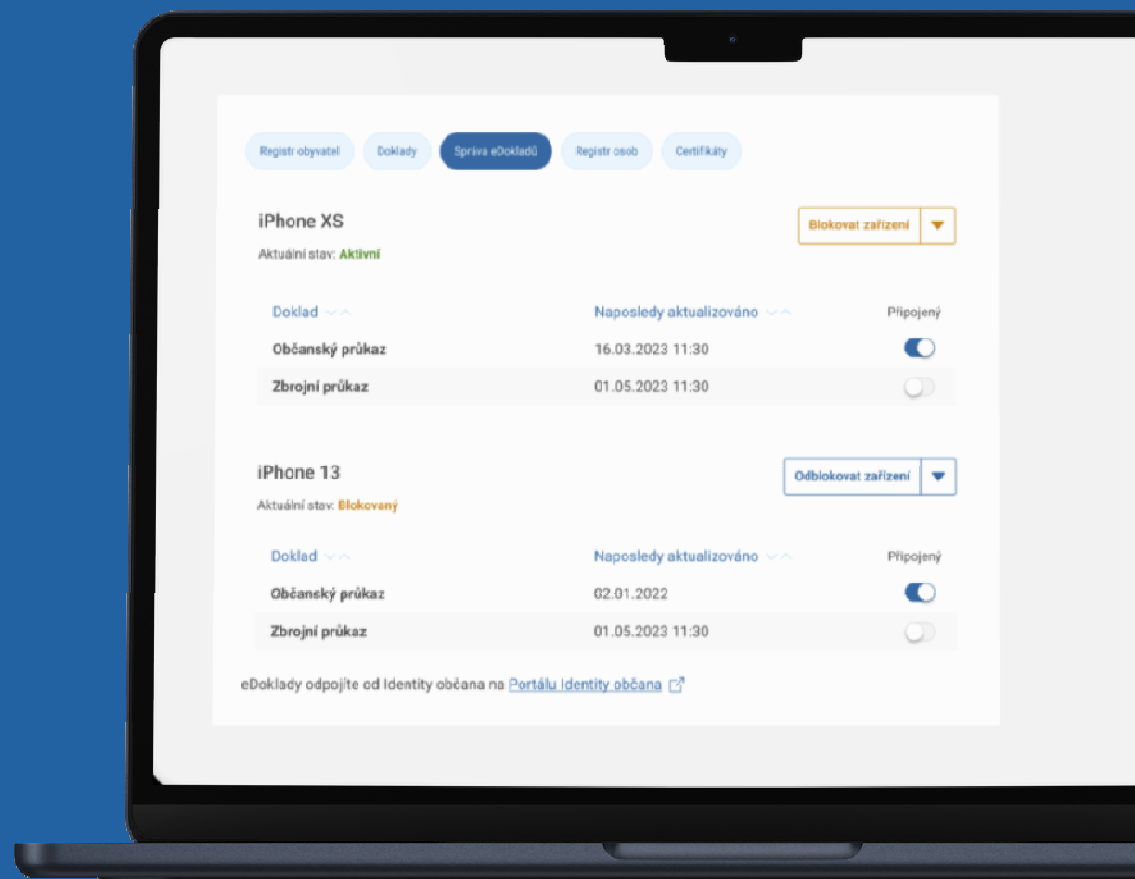 Registr obyvatel Doklady Správa eDokladů Registr osob Certifikáty
iPhone XS
Blokovat zařízení
Aktuální stav: Aktivní
Doklad Naposledy aktualizováno Připojený
Občanský průkaz 16.03.2023 11:30
Zbrojní průkaz 01.05.2023 11:30
iPhone 13
Odblokovat zařízení
Aktuální stav: Blokovaný
Doklad Naposledy aktualizováno Připojený
Občanský průkaz 02.01.2022
Zbrojní průkaz 01.05.2023 11:30
eDoklady odpojíte od Identity občana na Portálu Identity občana